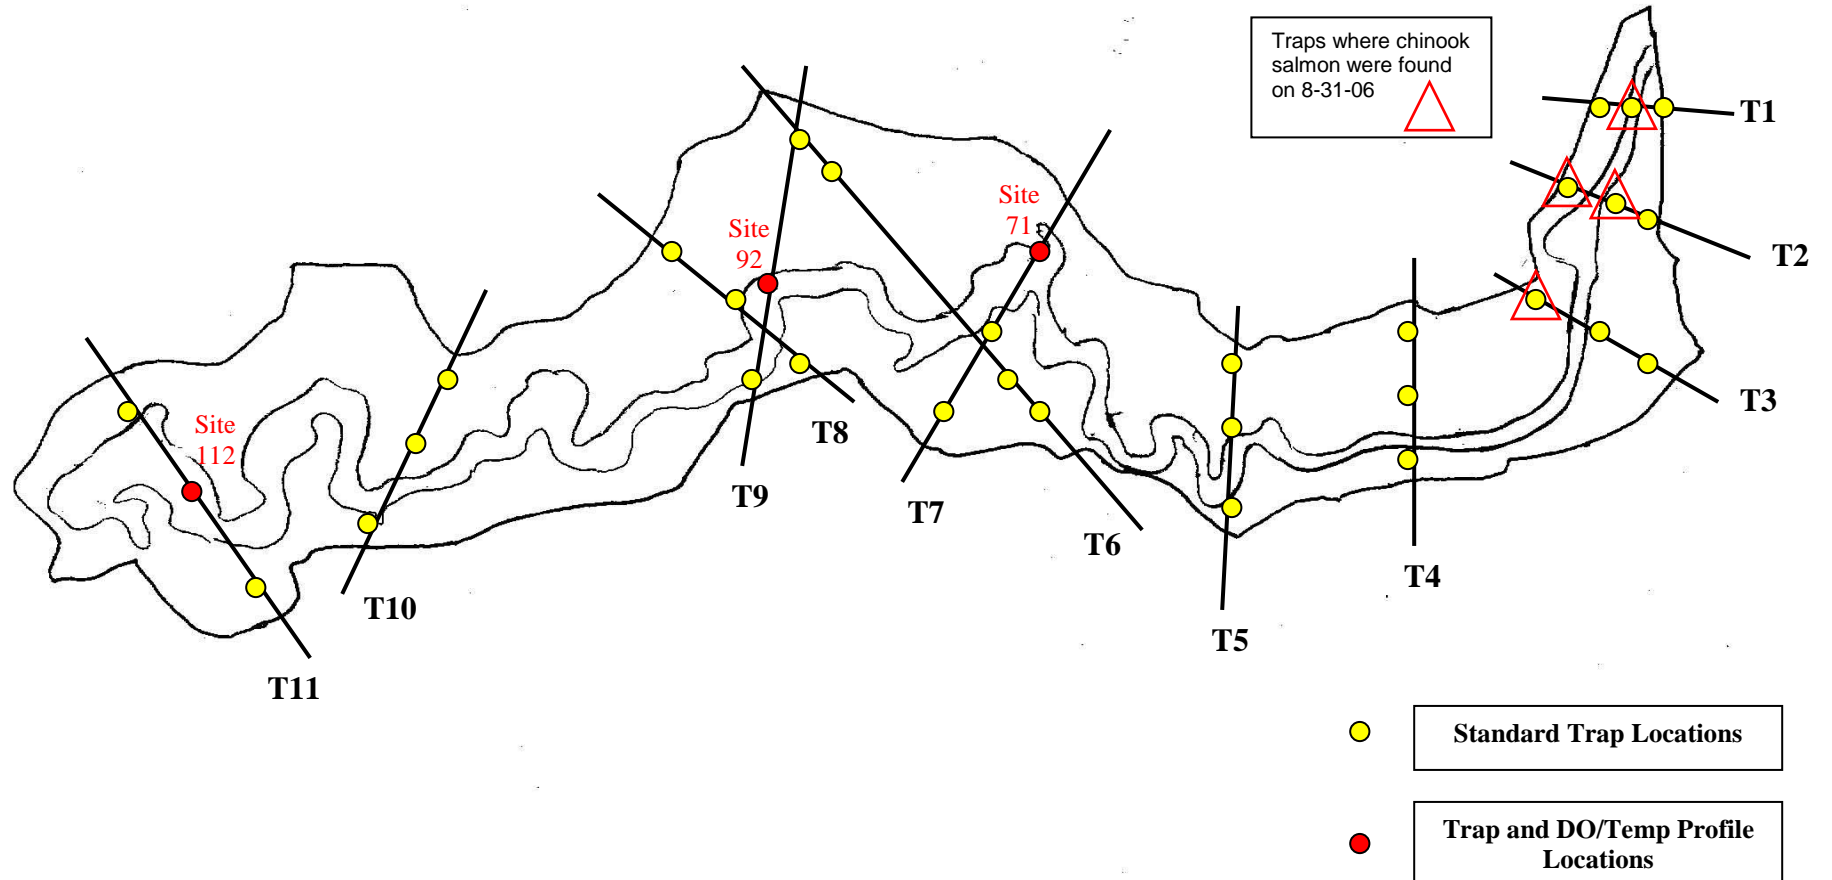 Traps where chinook
salmon were found
on 8-31-06
T1
T2
T3
Site
71
Site
92
Site
112
T8
T9
T7
T6
T4
T10
T5
T11
Standard Trap Locations
Trap and DO/Temp Profile
Locations